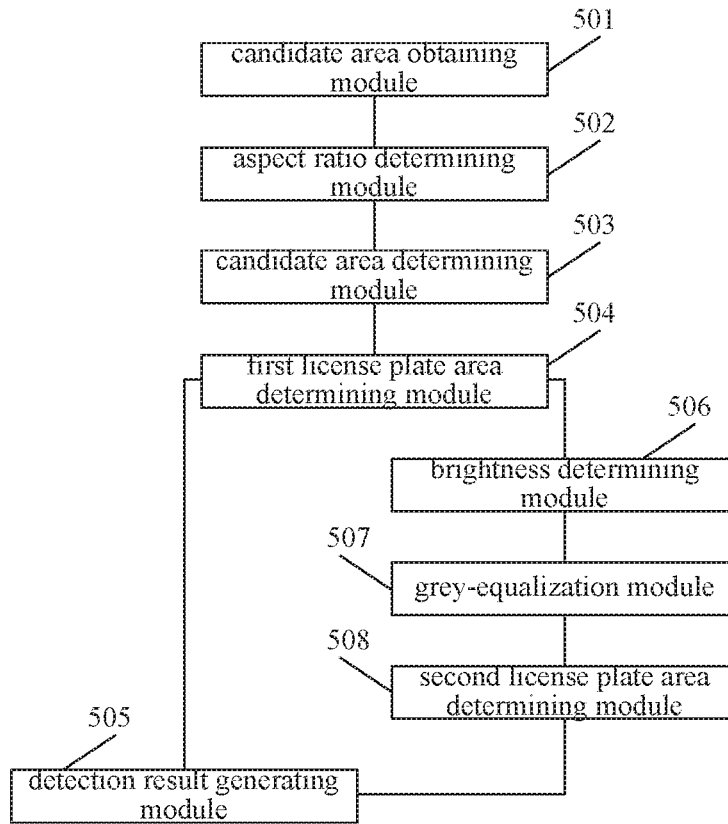 501
candidate area obtaining
module
502
aspect ratio determining
module
503
candidate area determining
module
504
first license plate area
determining module
506
brightness determining
module
507
grey-equalization module
508
second license plate area
determining module
505
detection result generating
module